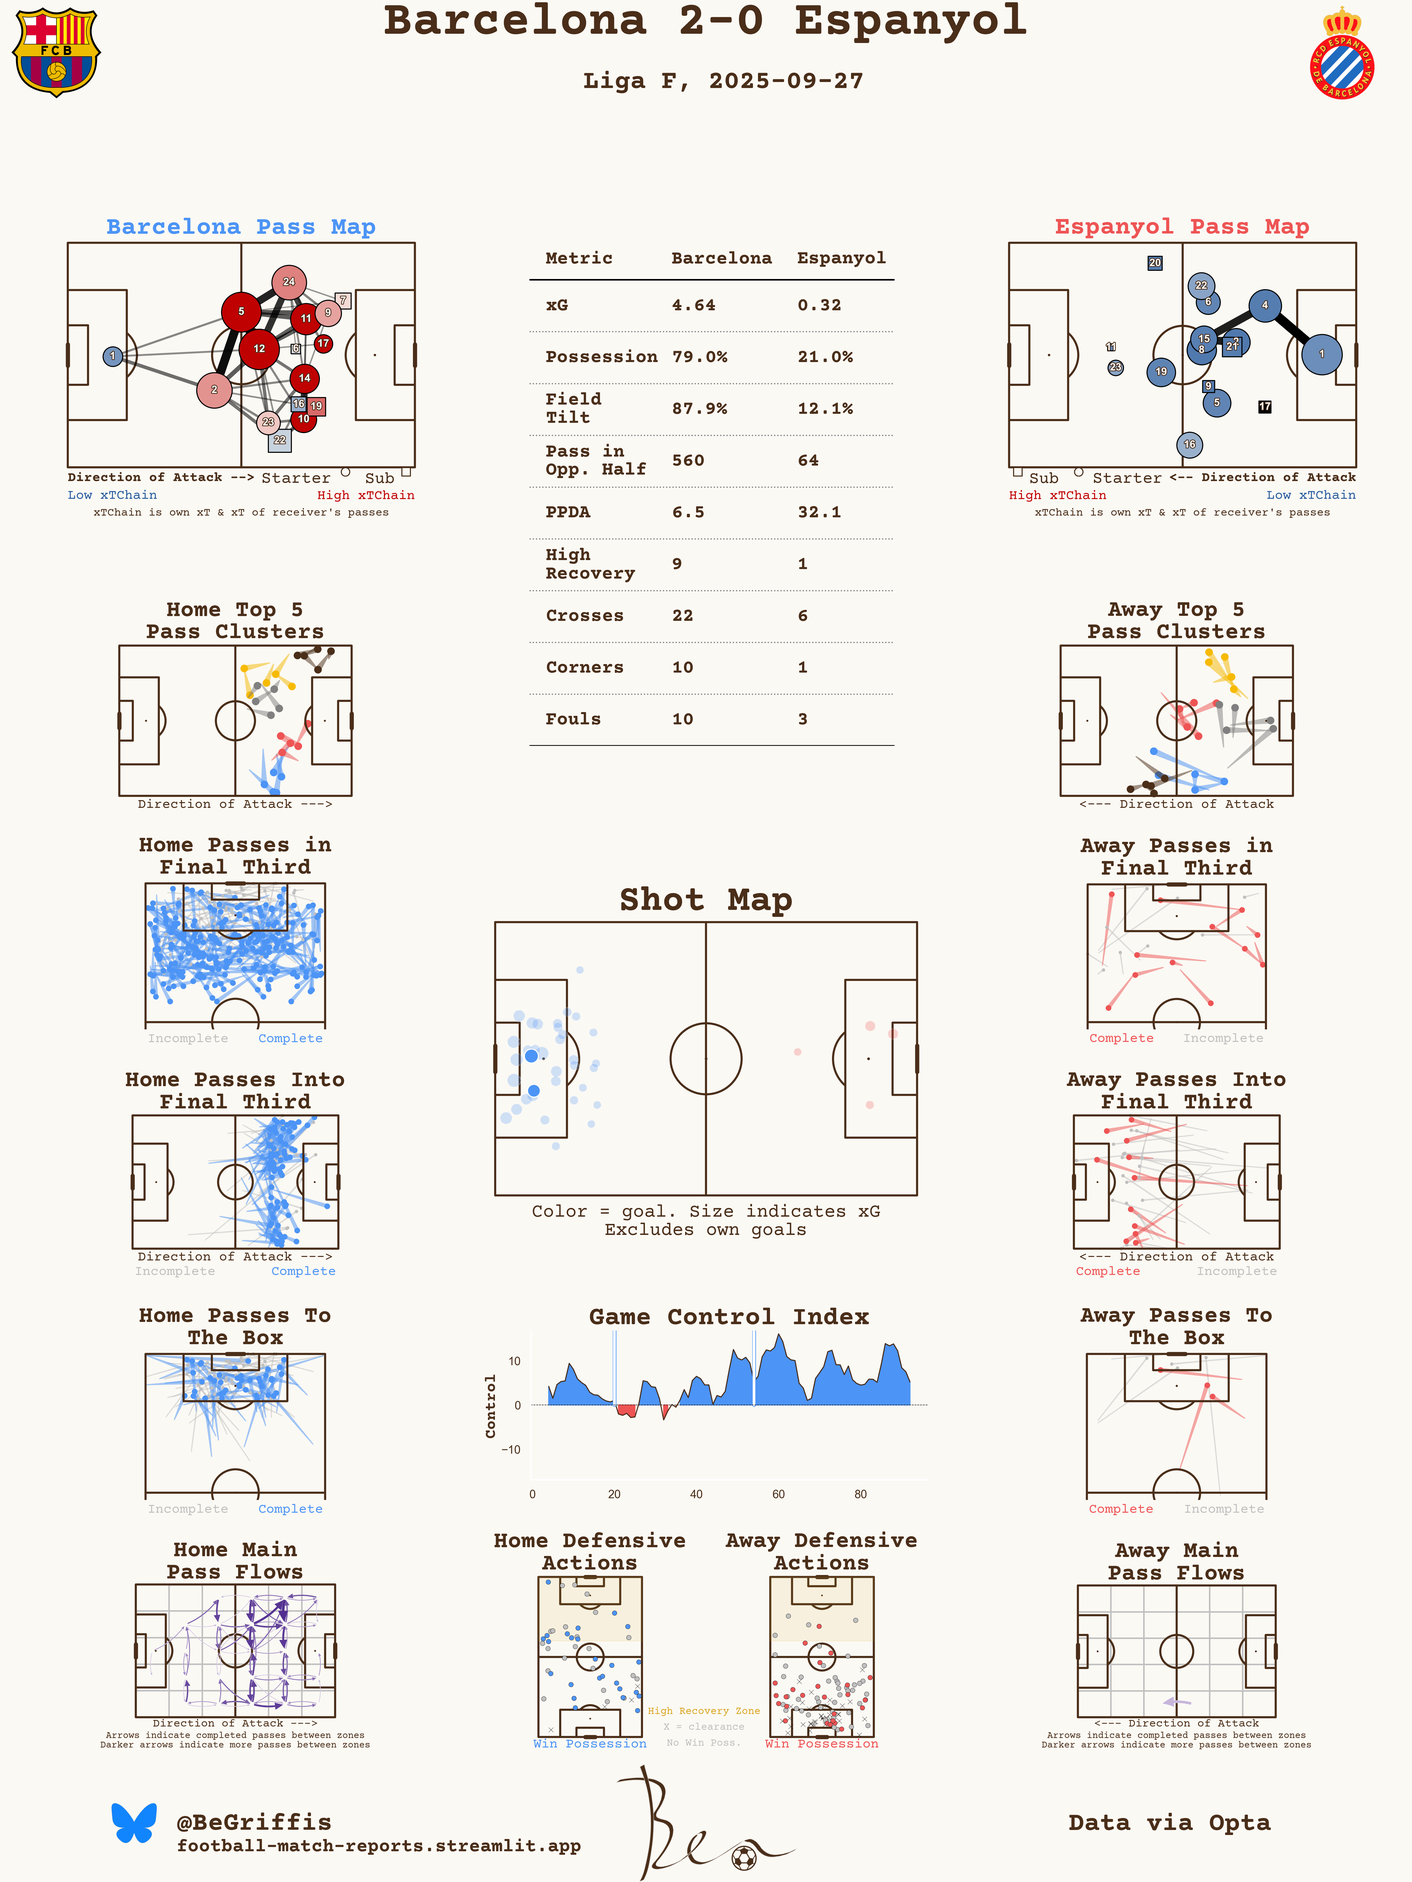 Barcelona 2-0 Espanyol
Liga F, 2025-09-27
FCB
RCD ESPANYOL
DE BARCELONA
Barcelona Pass Map
24
7
5
11
9
12
6
17
1
14
2
16
19
10
23
22
Direction of Attack --> Starter Sub
Low xTChain High xTChain
xTChain is own xT & xT of receiver's passes
Metric Barcelona Espanyol
xG 4.64 0.32
Possession 79.0% 21.0%
Field
Tilt 87.9% 12.1%
Pass in
Opp. Half 560 64
PPDA 6.5 32.1
High
Recovery 9 1
Crosses 22 6
Corners 10 1
Fouls 10 3
Espanyol Pass Map
20
22
6
4
15
8
21
1
11
23
19
9
5
17
16
Sub Starter <-- Direction of Attack
High xTChain Low xTChain
xTChain is own xT & xT of receiver's passes
Home Top 5
Pass Clusters
Direction of Attack --->
Away Top 5
Pass Clusters
<--- Direction of Attack
Home Passes in
Final Third
Incomplete Complete
Away Passes in
Final Third
Complete Incomplete
Shot Map
Color = goal. Size indicates xG
Excludes own goals
Home Passes Into
Final Third
Direction of Attack --->
Incomplete Complete
Away Passes Into
Final Third
<--- Direction of Attack
Complete Incomplete
Home Passes To
The Box
Incomplete Complete
Game Control Index
Control
10
0
−10
0 20 40 60 80
Away Passes To
The Box
Complete Incomplete
Home Main
Pass Flows
Direction of Attack --->
Arrows indicate completed passes between zones
Darker arrows indicate more passes between zones
Home Defensive
Actions
Win Possession
Away Defensive
Actions
Win Possession
High Recovery Zone
X = clearance
No Win Poss.
Away Main
Pass Flows
<--- Direction of Attack
Arrows indicate completed passes between zones
Darker arrows indicate more passes between zones
@BeGriffis
football-match-reports.streamlit.app
Ben
Data via Opta